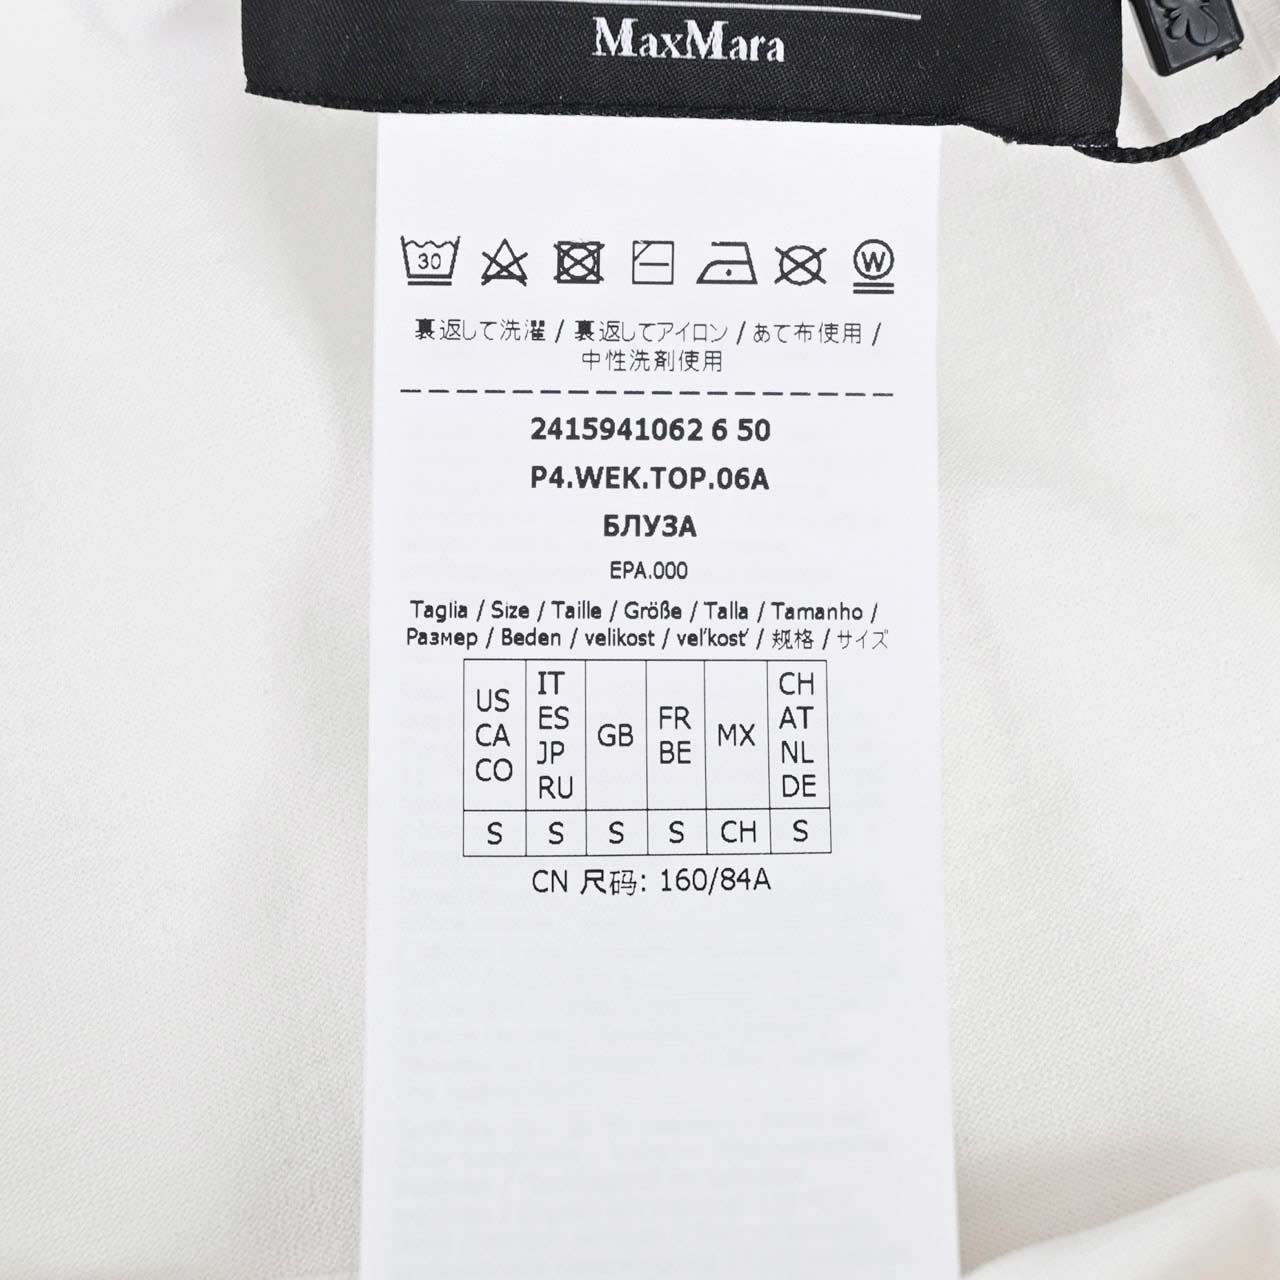 MaxMara
30
W
裏返して洗濯 / 裏返してアイロン / あて布使用 /
中性洗剤使用
2415941062 6 50
P4.WEK.TOP.06A
БЛУЗА
EPA.000
Taglia / Size / Taille / Größe / Talla / Tamanho /
Размер / Beden / velikost / veľkosť / 规格 / サイズ
US CA CO
IT ES JP RU
GB
FR BE
MX
CH AT NL DE
S S S S CH S
CN 尺码: 160/84A